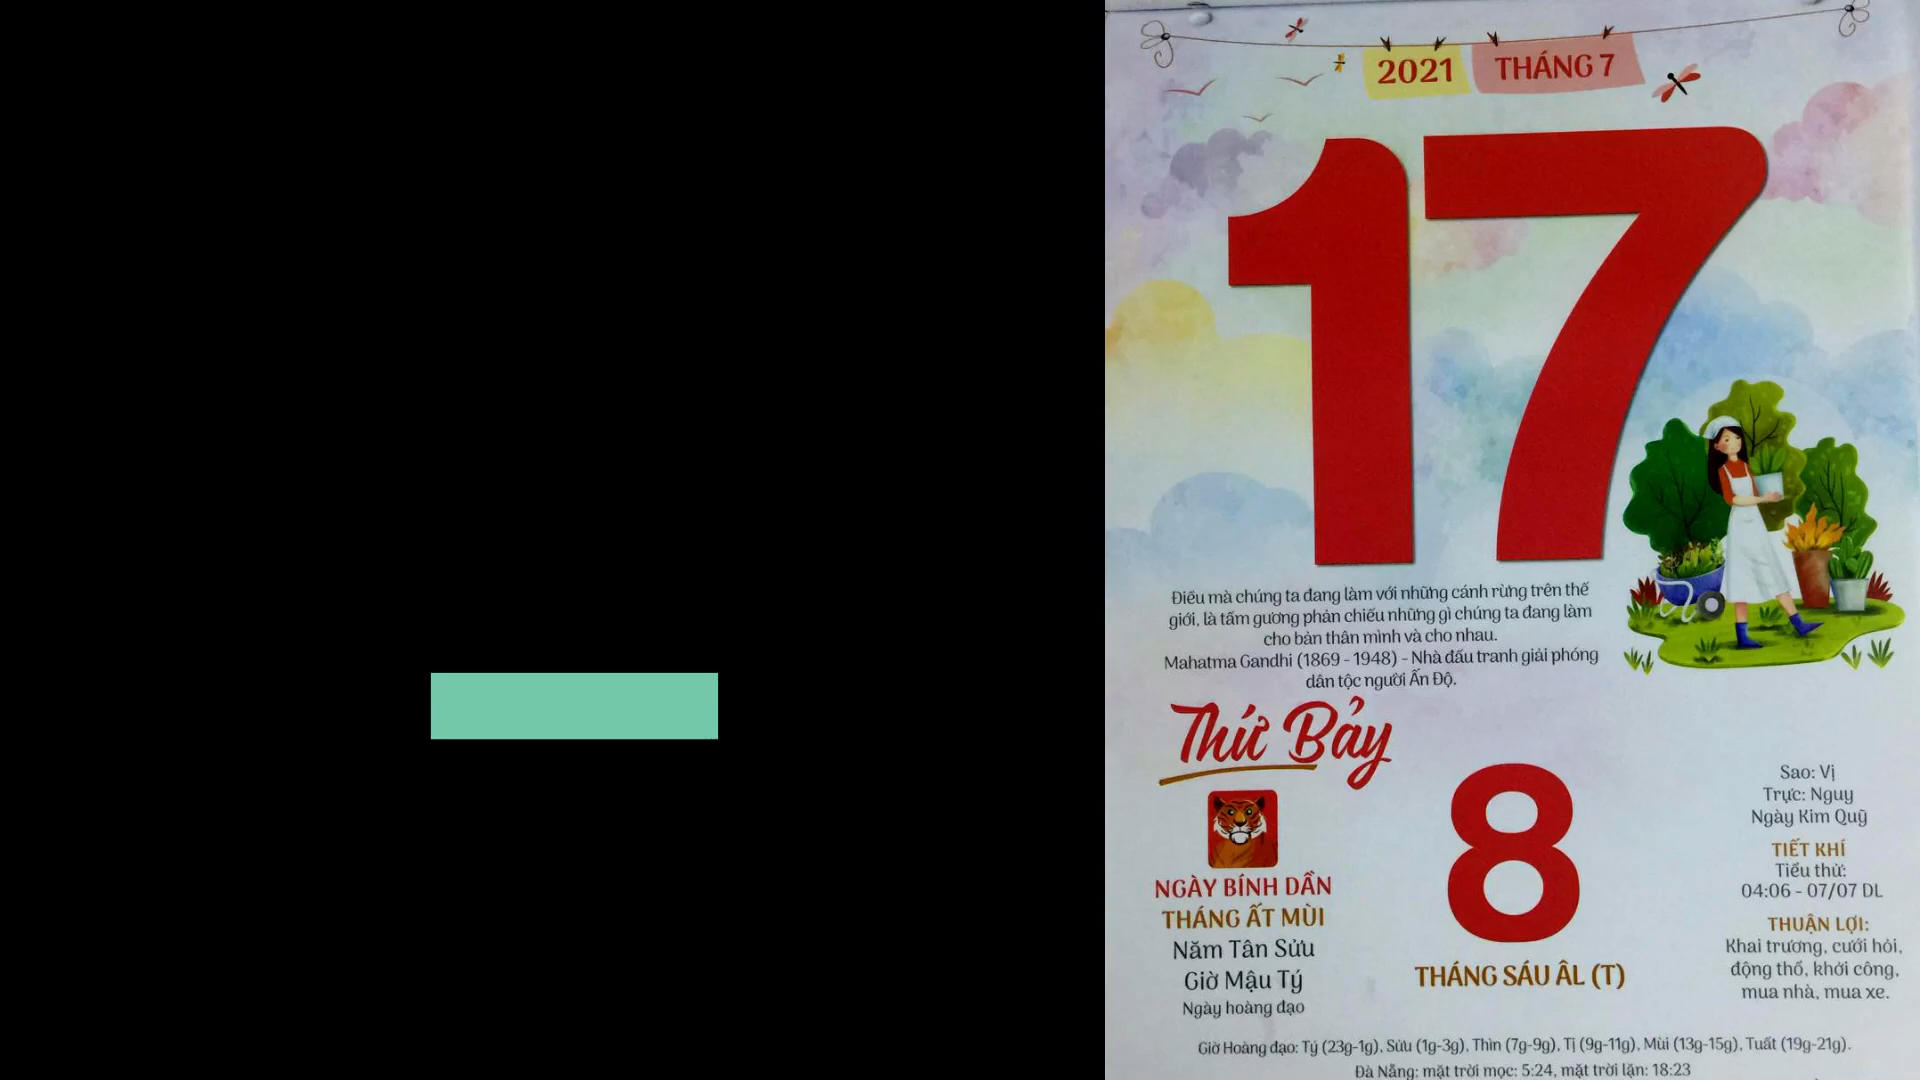 2021 THÁNG 7
17
Điều mà chúng ta đang làm với những cánh rừng trên thế
giới, là tấm gương phản chiếu những gì chúng ta đang làm
cho bản thân mình và cho nhau.
Mahatma Gandhi (1869 - 1948) - Nhà đấu tranh giải phóng
dân tộc người Ấn Độ.
Thứ Bảy
NGÀY BÍNH DẦN
THÁNG ẤT MÙI
Năm Tân Sửu
Giờ Mậu Tý
Ngày hoàng đạo
8
THÁNG SÁU ÂL (T)
Sao: Vị
Trực: Nguy
Ngày Kim Quỹ
TIẾT KHÍ
Tiểu thử:
04:06 - 07/07 DL
THUẬN LỢI:
Khai trương, cưới hỏi,
động thổ, khởi công,
mua nhà, mua xe.
Giờ Hoàng đạo: Tý (23g-1g), Sửu (1g-3g), Thìn (7g-9g), Tị (9g-11g), Mùi (13g-15g), Tuất (19g-21g).
Đà Nẵng: mặt trời mọc: 5:24, mặt trời lặn: 18:23